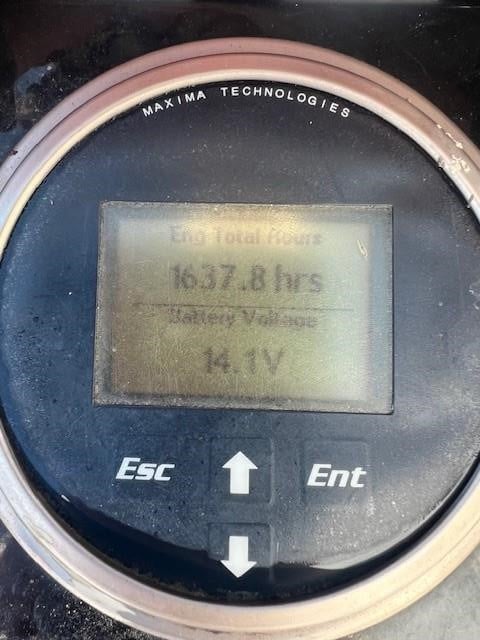 MAXIMA TECHNOLOGIES
Eng Total Hours
1637.8 hrs
Battery Voltage
14.1V
Esc
Ent